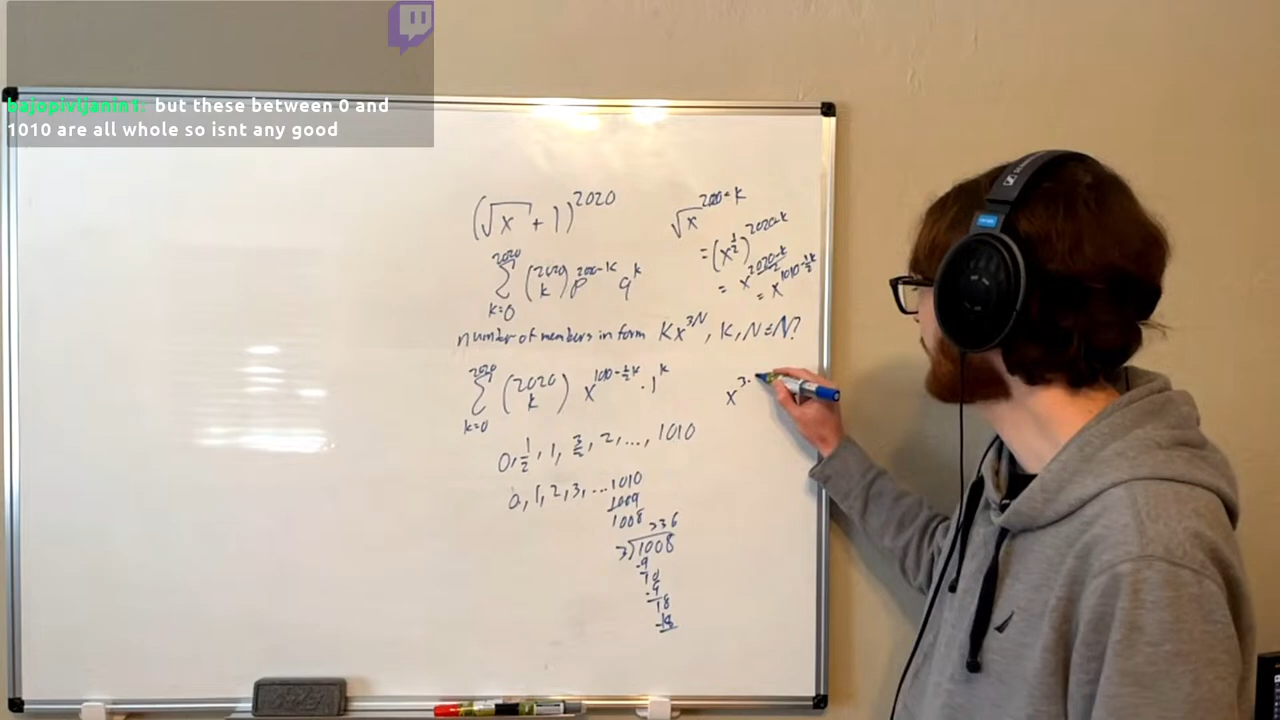 bajopivljanin1: but these between 0 and
1010 are all whole so isnt any good
(√x + 1)^2020
√x^2020-k
= (x^1/2)^2020-k
= x^2020-k/2
= x^1010-1/2k
2020 Σ k=0 (2020 k) p^2020-k q^k
number of members in form Kx^3N, K, N ∈ N?
2020 Σ k=0 (2020 k) x^1010-1/2k · 1^k
x^3·
0, 1/2, 1, 3/2, 2, ..., 1010
0, 1, 2, 3, ... 1010
1009
1008
336
3)1008
-9
10
-9
18
-18